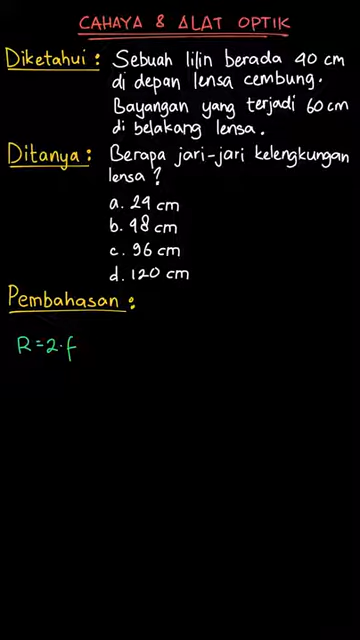 CAHAYA & ALAT OPTIK
Diketahui : Sebuah lilin berada 40 cm
di depan lensa cembung.
Bayangan yang terjadi 60 cm
di belakang lensa.
Ditanya : Berapa jari-jari kelengkungan
lensa ?
a. 24 cm
b. 48 cm
c. 96 cm
d. 120 cm
Pembahasan :
R = 2.f